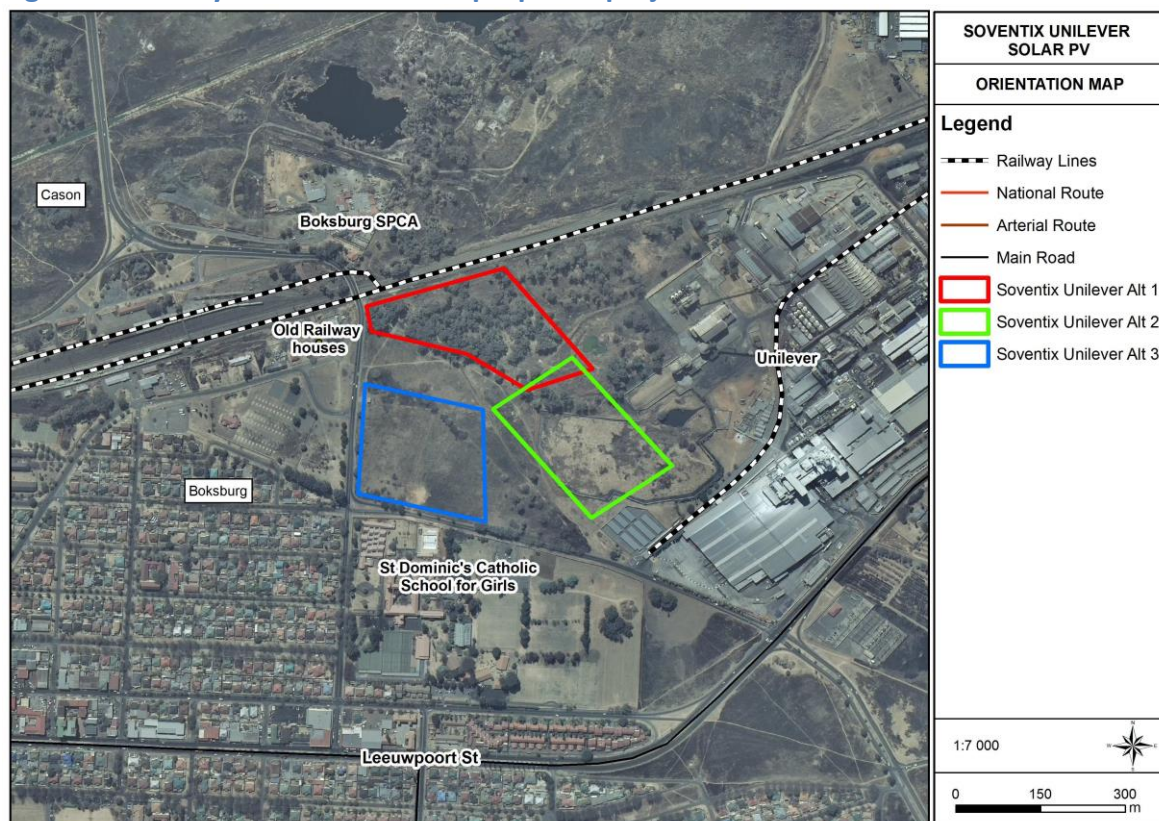 SOVENTIX UNILEVER
SOLAR PV
ORIENTATION MAP
Legend
Railway Lines
National Route
Arterial Route
Main Road
Soventix Unilever Alt 1
Soventix Unilever Alt 2
Soventix Unilever Alt 3
1:7 000
N
W
E
S
0 150 300
m
Cason
Boksburg SPCA
Old Railway
houses
Unilever
Boksburg
St Dominic's Catholic
School for Girls
Leeuwpoort St